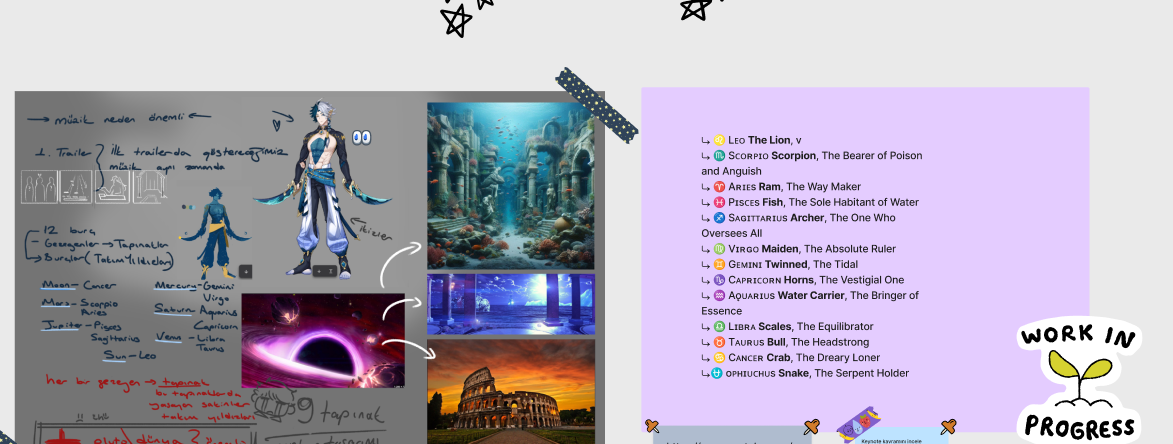 → müzik neden önemli ←
1. Trailer
ilk trailerda göstereceğimiz
müzik aynı zamanda
ikizler
12 burç
- Gezegenler → Tapınaklar
→ Burçlar (Takım Yıldızları)
Moon - Cancer
Mars - Scorpio
Aries
Jupiter - Pisces
Sagittarius
Mercury - Gemini
Virgo
Saturn - Aquarius
Capricorn
Venn - Libra
Taurus
Sun - Leo
her bir gezegen → tapınak
bu tapınaklarda
yaşayan sakinler
takım yıldızları
9 tapınak
↳ ♌ Leo The Lion, v
↳ ♏ Scorpio Scorpion, The Bearer of Poison
and Anguish
↳ ♈ Aries Ram, The Way Maker
↳ ♓ Pisces Fish, The Sole Habitant of Water
↳ ♐ Sagittarius Archer, The One Who
Oversees All
↳ ♍ Virgo Maiden, The Absolute Ruler
↳ ♊ Gemini Twinned, The Tidal
↳ ♑ Capricorn Horns, The Vestigial One
↳ ♒ Aquarius Water Carrier, The Bringer of
Essence
↳ ♎ Libra Scales, The Equilibrator
↳ ♉ Taurus Bull, The Headstrong
↳ ♋ Cancer Crab, The Dreary Loner
↳ ⛎ ophiuchus Snake, The Serpent Holder
WORK IN
PROGRESS
Keynote kavramını incele